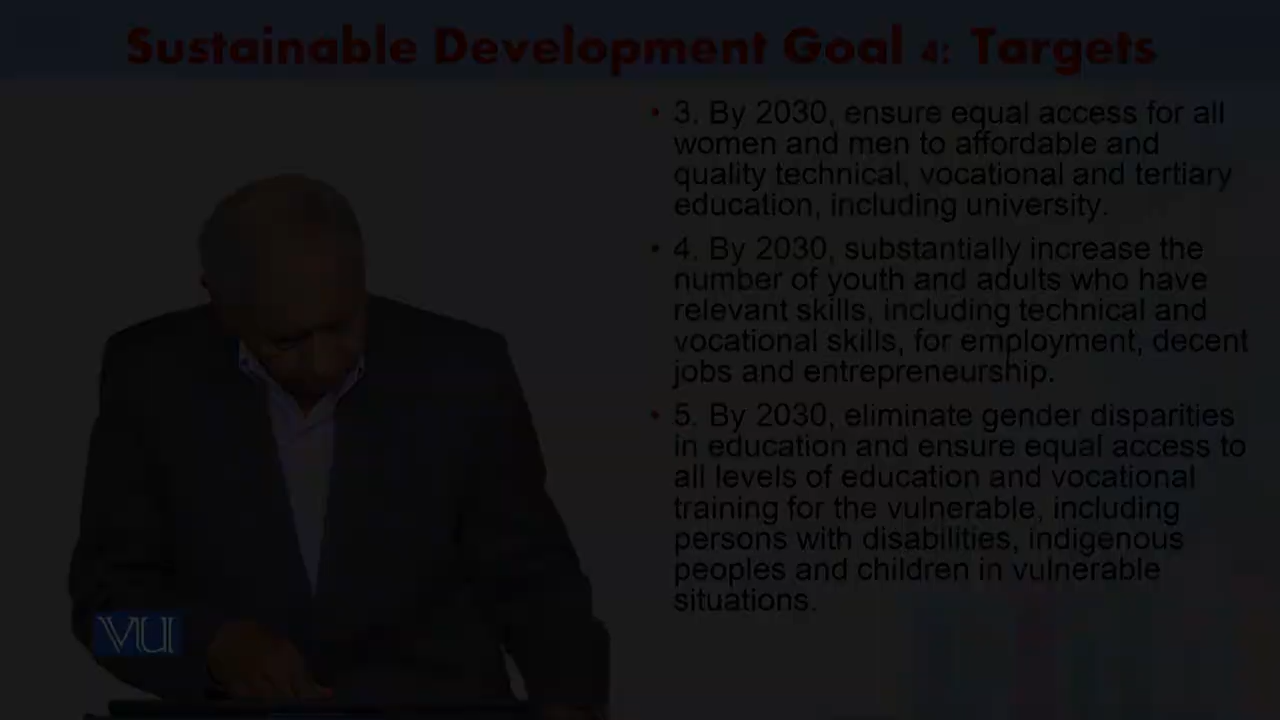 Sustainable Development Goal 4: Targets
• 3. By 2030, ensure equal access for all
women and men to affordable and
quality technical, vocational and tertiary
education, including university.
• 4. By 2030, substantially increase the
number of youth and adults who have
relevant skills, including technical and
vocational skills, for employment, decent
jobs and entrepreneurship.
• 5. By 2030, eliminate gender disparities
in education and ensure equal access to
all levels of education and vocational
training for the vulnerable, including
persons with disabilities, indigenous
peoples and children in vulnerable
situations.
VU